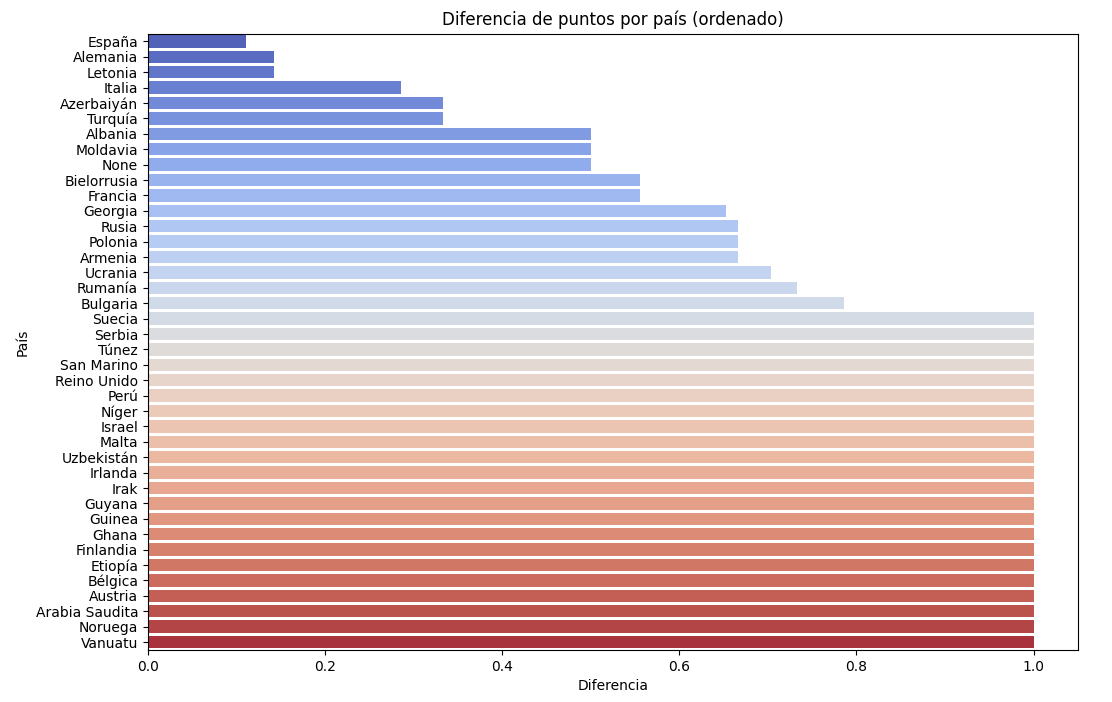 Diferencia de puntos por país (ordenado)
País
España
Alemania
Letonia
Italia
Azerbaiyán
Turquía
Albania
Moldavia
None
Bielorrusia
Francia
Georgia
Rusia
Polonia
Armenia
Ucrania
Rumanía
Bulgaria
Suecia
Serbia
Túnez
San Marino
Reino Unido
Perú
Níger
Israel
Malta
Uzbekistán
Irlanda
Irak
Guyana
Guinea
Ghana
Finlandia
Etiopía
Bélgica
Austria
Arabia Saudita
Noruega
Vanuatu
0.0 0.2 0.4 0.6 0.8 1.0
Diferencia